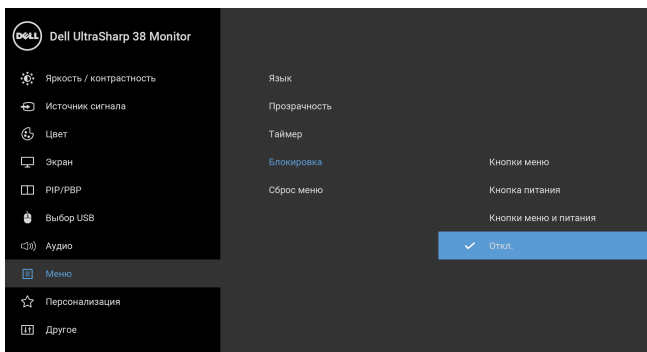 DELL Dell UltraSharp 38 Monitor
Яркость / контрастность
Источник сигнала
Цвет
Экран
PIP/PBP
Выбор USB
Аудио
Меню
Персонализация
Другое
Язык
Прозрачность
Таймер
Блокировка
Сброс меню
Кнопки меню
Кнопка питания
Кнопки меню и питания
Откл.